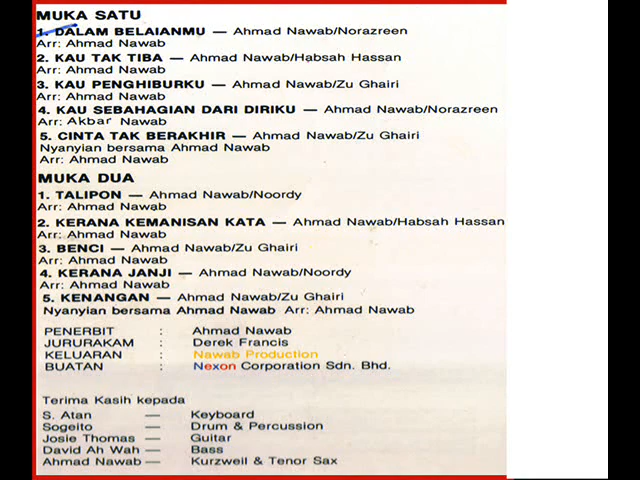 MUKA SATU
1. DALAM BELAIANMU — Ahmad Nawab/Norazreen
Arr: Ahmad Nawab
2. KAU TAK TIBA — Ahmad Nawab/Habsah Hassan
Arr: Ahmad Nawab
3. KAU PENGHIBURKU — Ahmad Nawab/Zu Ghairi
Arr: Ahmad Nawab
4. KAU SEBAHAGIAN DARI DIRIKU — Ahmad Nawab/Norazreen
Arr: Akbar Nawab
5. CINTA TAK BERAKHIR — Ahmad Nawab/Zu Ghairi
Nyanyian bersama Ahmad Nawab
Arr: Ahmad Nawab
MUKA DUA
1. TALIPON — Ahmad Nawab/Noordy
Arr: Ahmad Nawab
2. KERANA KEMANISAN KATA — Ahmad Nawab/Habsah Hassan
Arr: Ahmad Nawab
3. BENCI — Ahmad Nawab/Zu Ghairi
Arr: Ahmad Nawab
4. KERANA JANJI — Ahmad Nawab/Noordy
Arr: Ahmad Nawab
5. KENANGAN — Ahmad Nawab/Zu Ghairi
Nyanyian bersama Ahmad Nawab Arr: Ahmad Nawab
PENERBIT : Ahmad Nawab
JURURAKAM : Derek Francis
KELUARAN : Nawab Production
BUATAN : Nexon Corporation Sdn. Bhd.
Terima Kasih kepada
S. Atan — Keyboard
Sogeito — Drum & Percussion
Josie Thomas — Guitar
David Ah Wah — Bass
Ahmad Nawab — Kurzweil & Tenor Sax